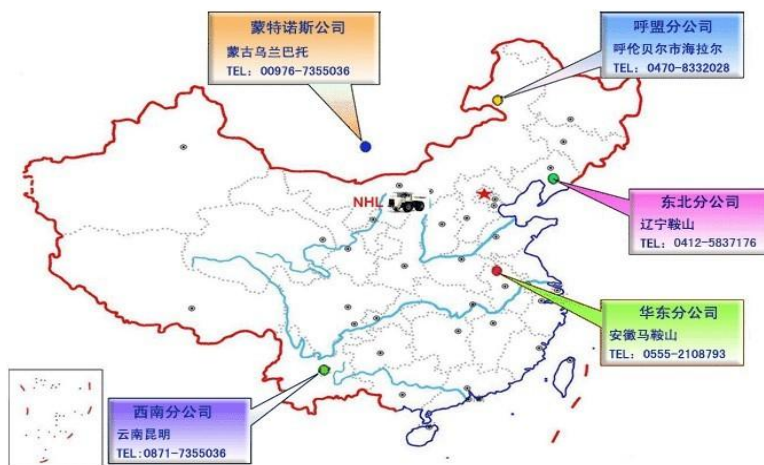 蒙特诺斯公司
蒙古乌兰巴托
TEL: 00976-7355036
呼盟分公司
呼伦贝尔市海拉尔
TEL: 0470-8332028
NHL
东北分公司
辽宁鞍山
TEL: 0412-5837176
华东分公司
安徽马鞍山
TEL: 0555-2108793
西南分公司
云南昆明
TEL:0871-7355036